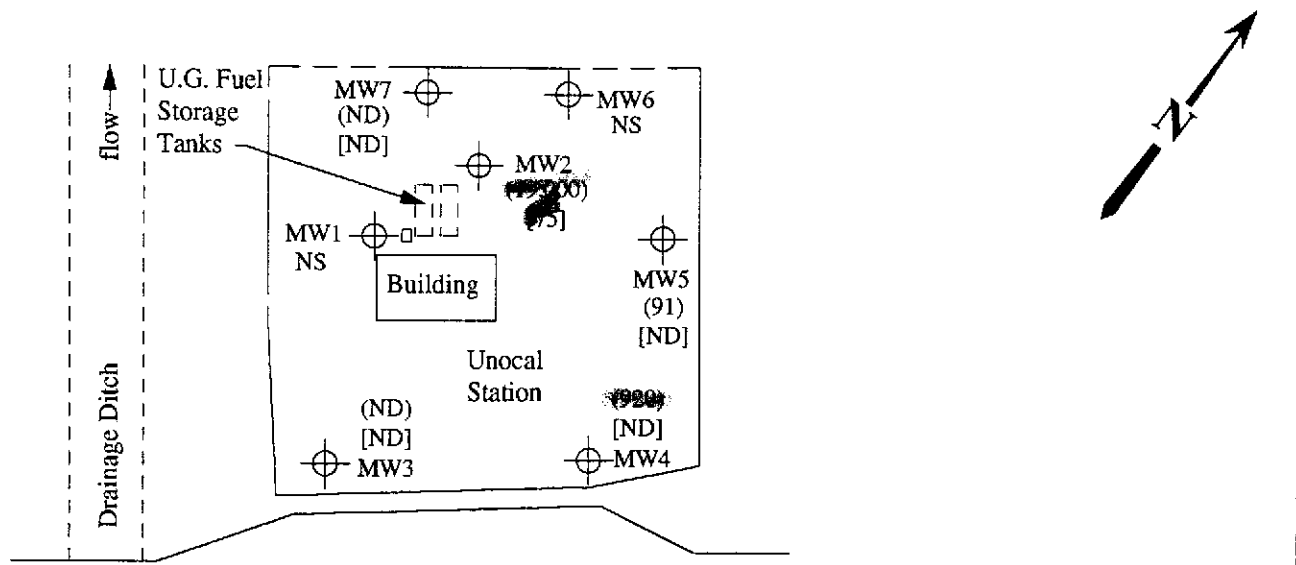 U.G. Fuel
Storage
Tanks
flow
MW7
(ND)
[ND]
MW6
NS
N
MW2
[75]
MW1
NS
Building
MW5
(91)
[ND]
Unocal
Station
Drainage Ditch
(ND)
[ND]
MW3
[ND]
MW4